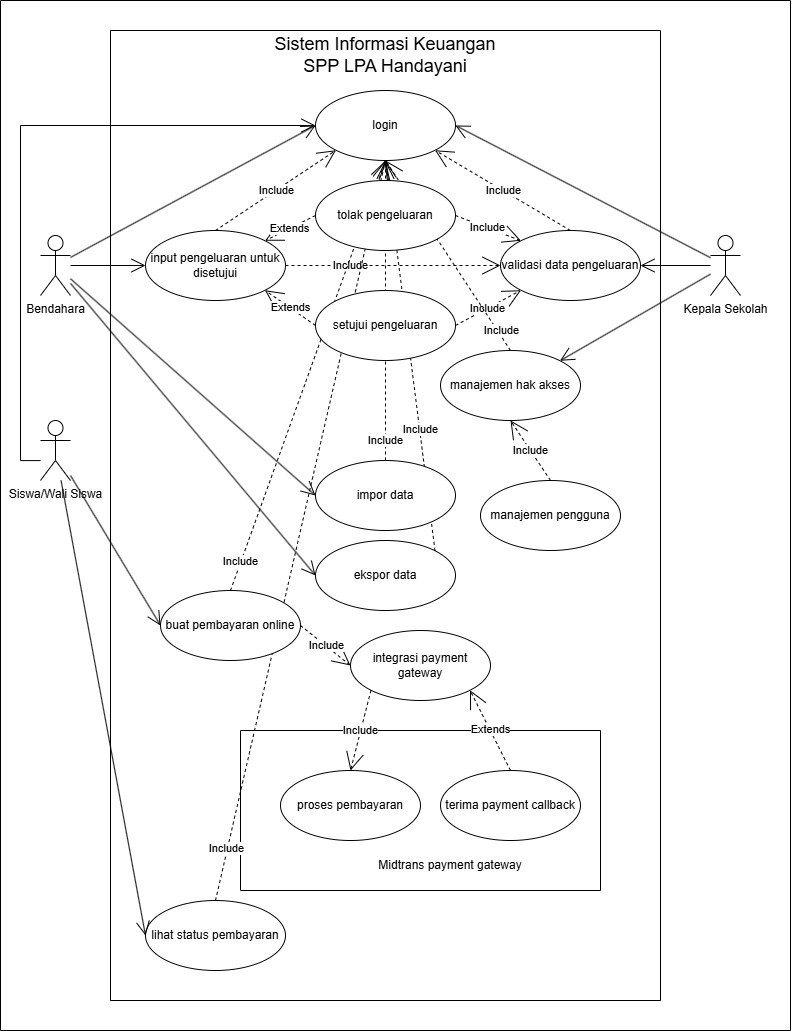 Sistem Informasi Keuangan
SPP LPA Handayani
login
Include
Include
tolak pengeluaran
Extends
Include
input pengeluaran untuk
disetujui
Include
validasi data pengeluaran
Bendahara
Kepala Sekolah
Extends
Include
setujui pengeluaran
Include
manajemen hak akses
Include
Include
Include
Siswa/Wali Siswa
impor data
manajemen pengguna
Include
ekspor data
buat pembayaran online
Include
integrasi payment
gateway
Include
Extends
proses pembayaran
terima payment callback
Include
Midtrans payment gateway
lihat status pembayaran